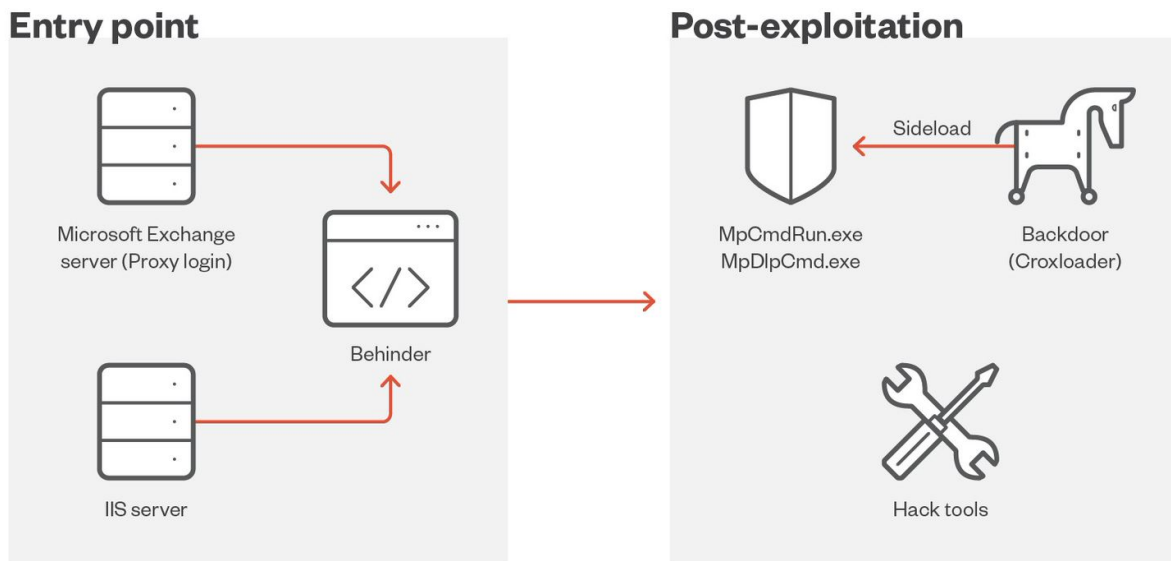 Entry point
Microsoft Exchange
server (Proxy login)
</>
Behinder
IIS server
Post-exploitation
Sideload
MpCmdRun.exe
MpDlpCmd.exe
Backdoor
(Croxloader)
Hack tools